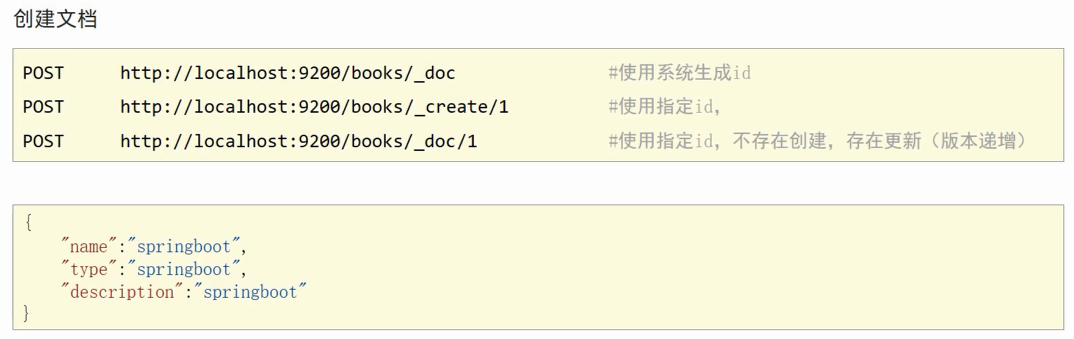 创建文档
POST http://localhost:9200/books/_doc #使用系统生成id
POST http://localhost:9200/books/_create/1 #使用指定id,
POST http://localhost:9200/books/_doc/1 #使用指定id，不存在创建，存在更新（版本递增）
{
"name":"springboot",
"type":"springboot",
"description":"springboot"
}